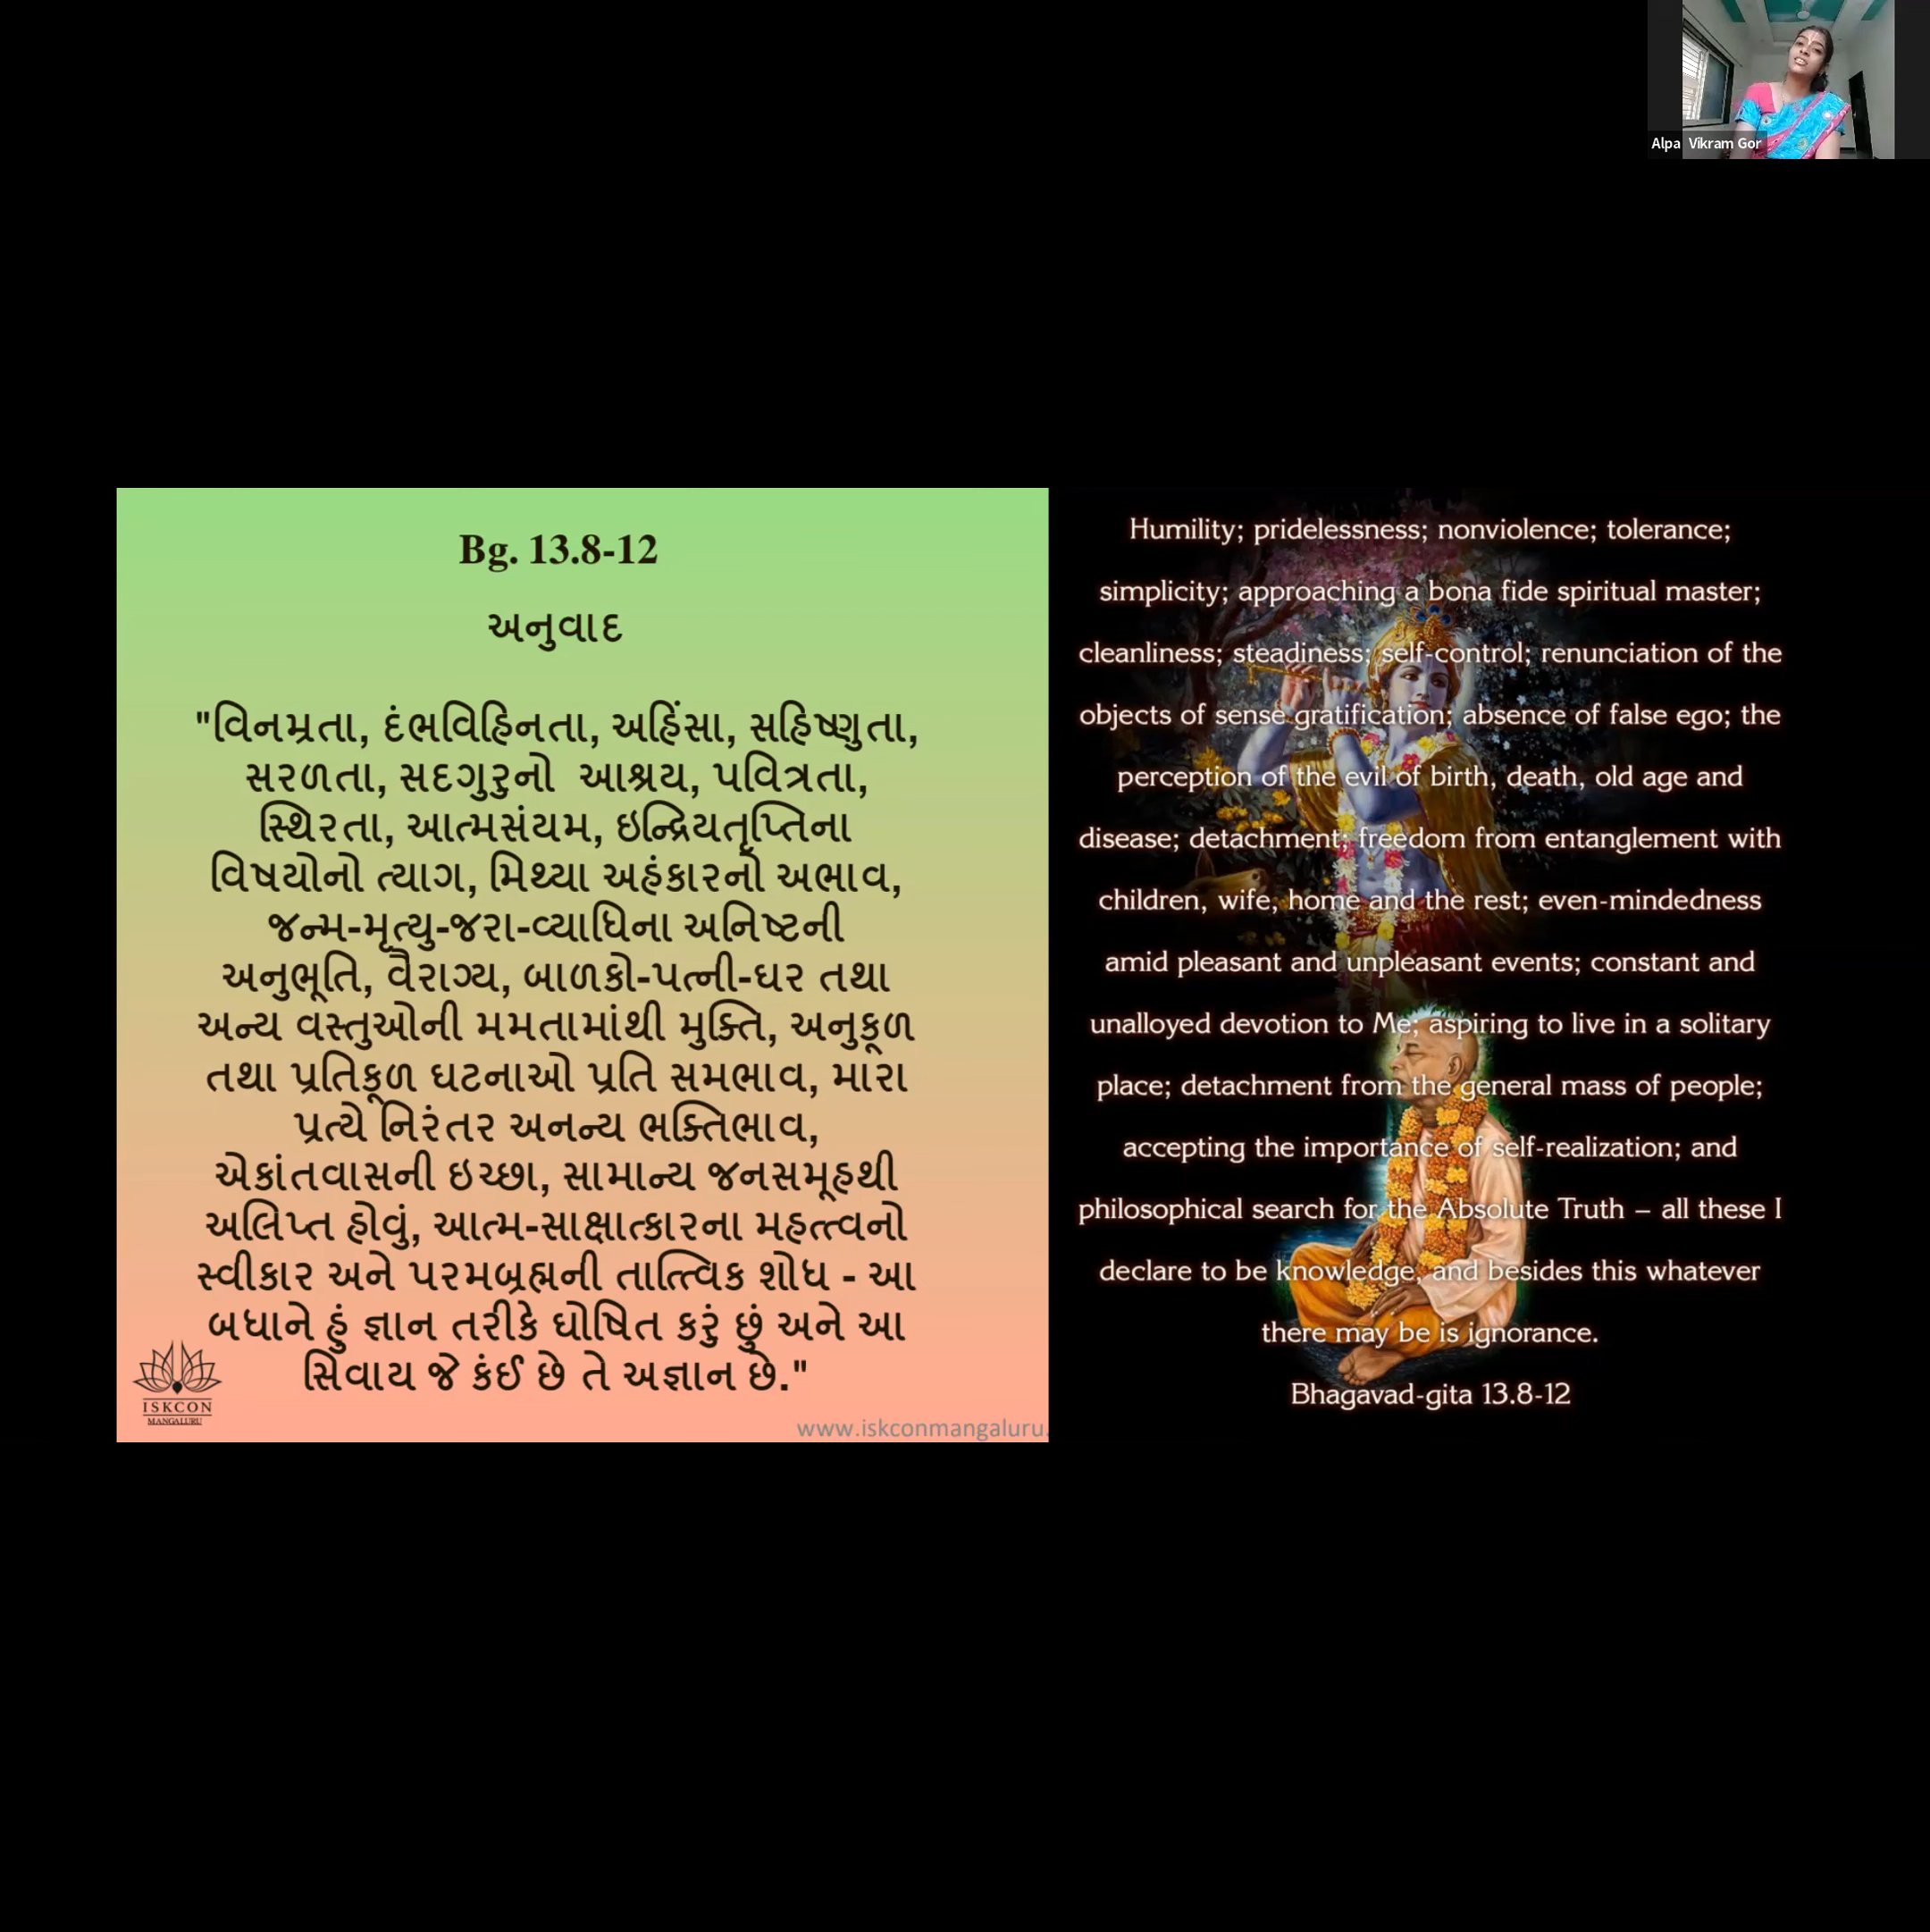 Alpa Vikram Gor
Bg. 13.8-12
અનુવાદ
"વિનમ્રતા, દંભવિહિનતા, અહિંસા, સહિષ્ણુતા,
સરળતા, સદગુરુનો આશ્રય, પવિત્રતા,
સ્થિરતા, આત્મસંયમ, ઇન્દ્રિયતૃપ્તિના
વિષયોનો ત્યાગ, મિથ્યા અહંકારનો અભાવ,
જન્મ-મૃત્યુ-જરા-વ્યાધિના અનિષ્ટની
અનુભૂતિ, વૈરાગ્ય, બાળકો-પત્ની-ઘર તથા
અન્ય વસ્તુઓની મમતામાંથી મુક્તિ, અનુકૂળ
તથા પ્રતિકૂળ ઘટનાઓ પ્રતિ સમભાવ, મારા
પ્રત્યે નિરંતર અનન્ય ભક્તિભાવ,
એકાંતવાસની ઇચ્છા, સામાન્ય જનસમૂહથી
અલિપ્ત હોવું, આત્મ-સાક્ષાત્કારના મહત્ત્વનો
સ્વીકાર અને પરમબ્રહ્મની તાત્ત્વિક શોધ - આ
બધાને હું જ્ઞાન તરીકે ઘોષિત કરું છું અને આ
સિવાય જે કંઈ છે તે અજ્ઞાન છે."
ISKCON
MANGALURU
www.iskconmangaluru.
Humility; pridelessness; nonviolence; tolerance;
simplicity; approaching a bona fide spiritual master;
cleanliness; steadiness; self-control; renunciation of the
objects of sense gratification; absence of false ego; the
perception of the evil of birth, death, old age and
disease; detachment; freedom from entanglement with
children, wife, home and the rest; even-mindedness
amid pleasant and unpleasant events; constant and
unalloyed devotion to Me; aspiring to live in a solitary
place; detachment from the general mass of people;
accepting the importance of self-realization; and
philosophical search for the Absolute Truth – all these I
declare to be knowledge, and besides this whatever
there may be is ignorance.
Bhagavad-gita 13.8-12